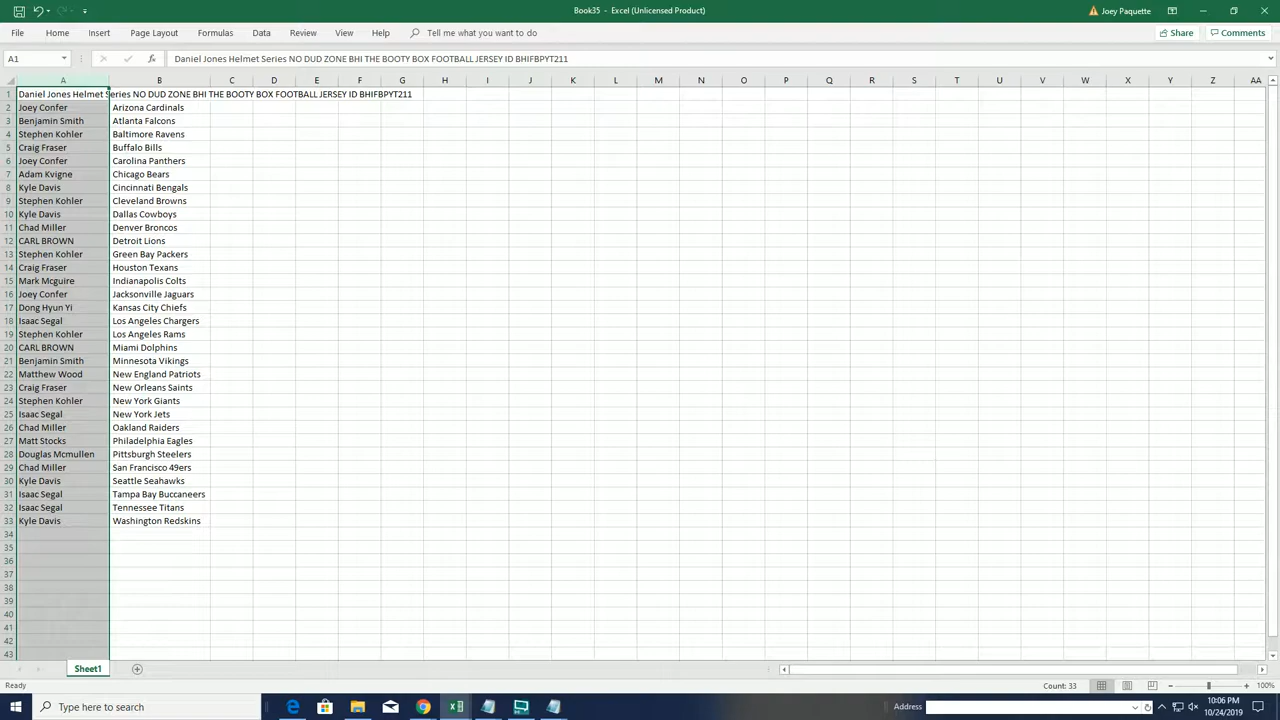 Book35 - Excel (Unlicensed Product)
Joey Paquette
File Home Insert Page Layout Formulas Data Review View Help Tell me what you want to do
Share Comments
A1 fx Daniel Jones Helmet Series NO DUD ZONE BHI THE BOOTY BOX FOOTBALL JERSEY ID BHIFBPYT211
A B C D E F G H I J K L M N O P Q R S T U V W X Y Z AA
1 Daniel Jones Helmet Series NO DUD ZONE BHI THE BOOTY BOX FOOTBALL JERSEY ID BHIFBPYT211
2 Joey Confer Arizona Cardinals
3 Benjamin Smith Atlanta Falcons
4 Stephen Kohler Baltimore Ravens
5 Craig Fraser Buffalo Bills
6 Joey Confer Carolina Panthers
7 Adam Kvigne Chicago Bears
8 Kyle Davis Cincinnati Bengals
9 Stephen Kohler Cleveland Browns
10 Kyle Davis Dallas Cowboys
11 Chad Miller Denver Broncos
12 CARL BROWN Detroit Lions
13 Stephen Kohler Green Bay Packers
14 Craig Fraser Houston Texans
15 Mark Mcguire Indianapolis Colts
16 Joey Confer Jacksonville Jaguars
17 Dong Hyun Yi Kansas City Chiefs
18 Isaac Segal Los Angeles Chargers
19 Stephen Kohler Los Angeles Rams
20 CARL BROWN Miami Dolphins
21 Benjamin Smith Minnesota Vikings
22 Matthew Wood New England Patriots
23 Craig Fraser New Orleans Saints
24 Stephen Kohler New York Giants
25 Isaac Segal New York Jets
26 Chad Miller Oakland Raiders
27 Matt Stocks Philadelphia Eagles
28 Douglas Mcmullen Pittsburgh Steelers
29 Chad Miller San Francisco 49ers
30 Kyle Davis Seattle Seahawks
31 Isaac Segal Tampa Bay Buccaneers
32 Isaac Segal Tennessee Titans
33 Kyle Davis Washington Redskins
34
35
36
37
38
39
40
41
42
43
Sheet1
Ready
Count: 33
100%
Type here to search
Address
10:06 PM
10/24/2019